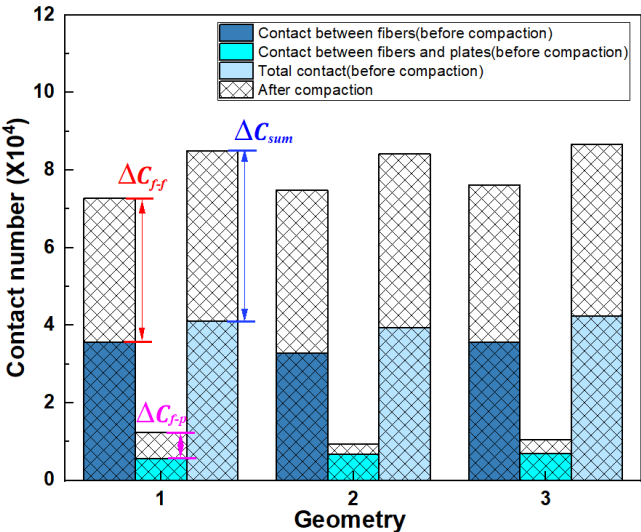 12
10
8
6
4
2
0
Contact number (X10⁴)
Contact between fibers(before compaction)
Contact between fibers and plates(before compaction)
Total contact(before compaction)
After compaction
ΔC_sum
ΔC_f-f
ΔC_f-p
1 2 3
Geometry